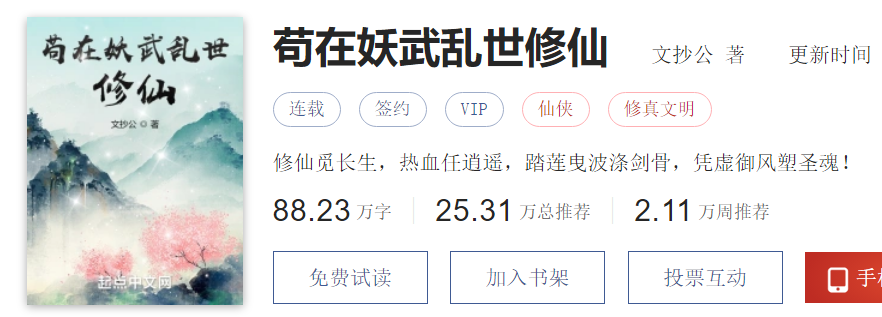 苟在妖武乱世
修仙
文抄公 ◎ 著
起点中文网
苟在妖武乱世修仙 文抄公 著 更新时间
连载 签约 VIP 仙侠 修真文明
修仙觅长生，热血任逍遥，踏莲曳波涤剑骨，凭虚御风塑圣魂！
88.23 万字 25.31 万总推荐 2.11 万周推荐
免费试读 加入书架 投票互动 手